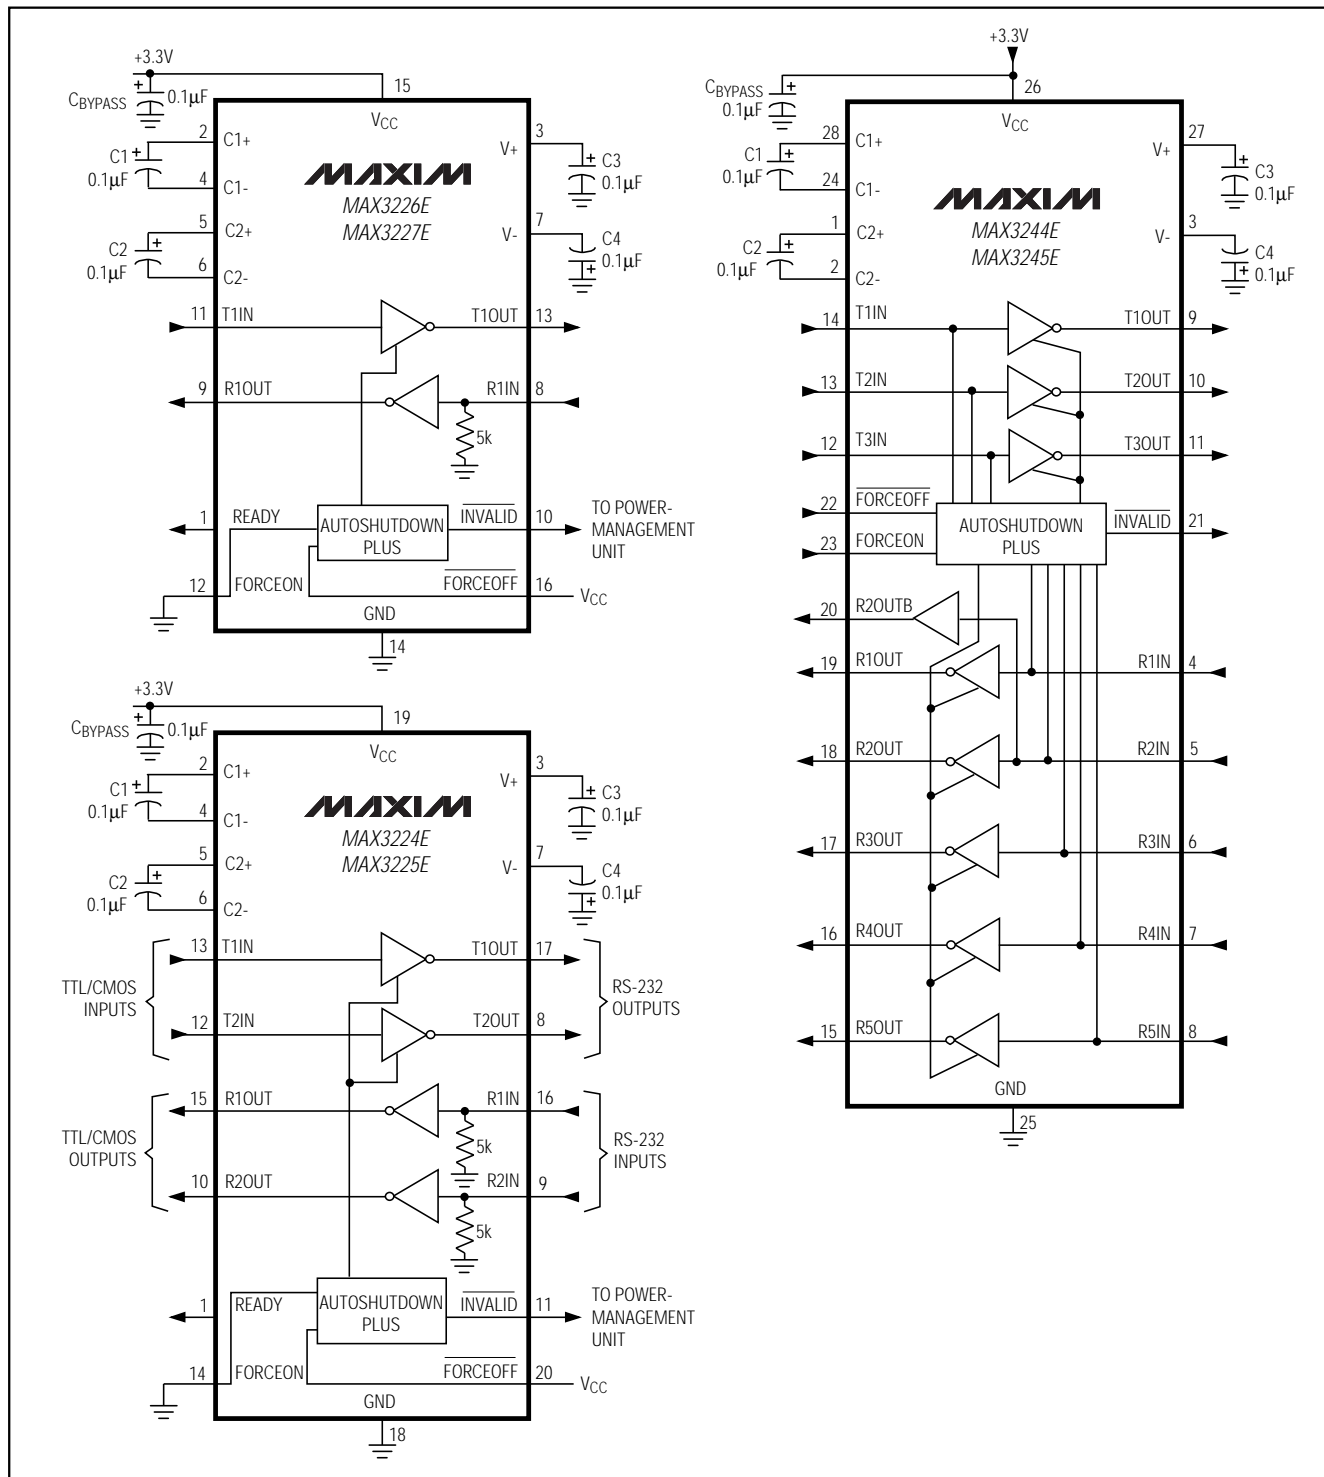 +3.3V
CBYPASS
+
0.1µF
15
VCC
2
C1+
C1
+
0.1µF
4
C1-
5
C2+
C2
+
0.1µF
6
C2-
MAXIM
MAX3226E
MAX3227E
3
V+
+
C3
0.1µF
7
V-
C4
+
0.1µF
11
T1IN
T1OUT
13
9
R1OUT
R1IN
8
5k
1
READY
AUTOSHUTDOWN
PLUS
INVALID
10
TO POWER-
MANAGEMENT
UNIT
12
FORCEON
FORCEOFF
16
VCC
GND
14
+3.3V
CBYPASS
+
0.1µF
19
VCC
2
C1+
C1
+
0.1µF
4
C1-
5
C2+
C2
+
0.1µF
6
C2-
MAXIM
MAX3224E
MAX3225E
3
V+
+
C3
0.1µF
7
V-
C4
+
0.1µF
TTL/CMOS
INPUTS
13
T1IN
T1OUT
17
12
T2IN
T2OUT
8
RS-232
OUTPUTS
TTL/CMOS
OUTPUTS
15
R1OUT
R1IN
16
5k
10
R2OUT
R2IN
9
5k
RS-232
INPUTS
1
READY
AUTOSHUTDOWN
PLUS
INVALID
11
TO POWER-
MANAGEMENT
UNIT
14
FORCEON
FORCEOFF
20
VCC
GND
18
+3.3V
CBYPASS
+
0.1µF
26
VCC
28
C1+
C1
+
0.1µF
24
C1-
1
C2+
C2
+
0.1µF
2
C2-
MAXIM
MAX3244E
MAX3245E
27
V+
+
C3
0.1µF
3
V-
C4
+
0.1µF
14
T1IN
T1OUT
9
13
T2IN
T2OUT
10
12
T3IN
T3OUT
11
22
FORCEOFF
23
FORCEON
AUTOSHUTDOWN
PLUS
INVALID
21
20
R2OUTB
19
R1OUT
R1IN
4
18
R2OUT
R2IN
5
17
R3OUT
R3IN
6
16
R4OUT
R4IN
7
15
R5OUT
R5IN
8
GND
25